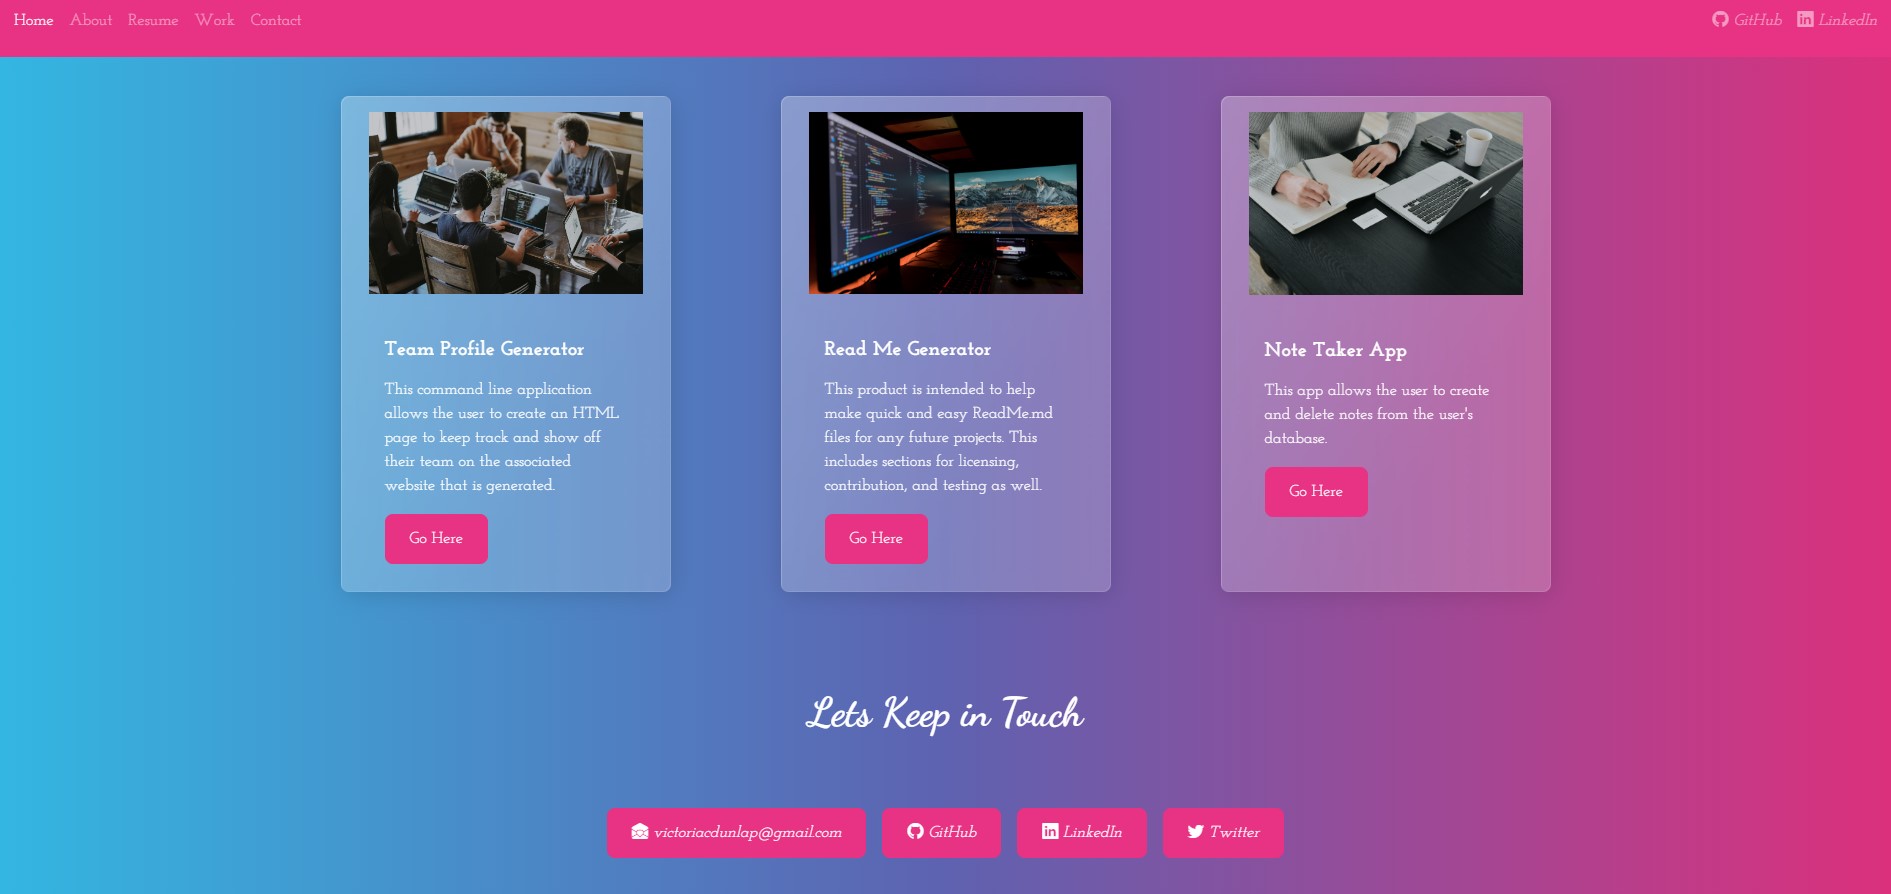 Home About Resume Work Contact
GitHub LinkedIn
Team Profile Generator
This command line application
allows the user to create an HTML
page to keep track and show off
their team on the associated
website that is generated.
Go Here
Read Me Generator
This product is intended to help
make quick and easy ReadMe.md
files for any future projects. This
includes sections for licensing,
contribution, and testing as well.
Go Here
Note Taker App
This app allows the user to create
and delete notes from the user's
database.
Go Here
Lets Keep in Touch
victoriacdunlap@gmail.com GitHub LinkedIn Twitter